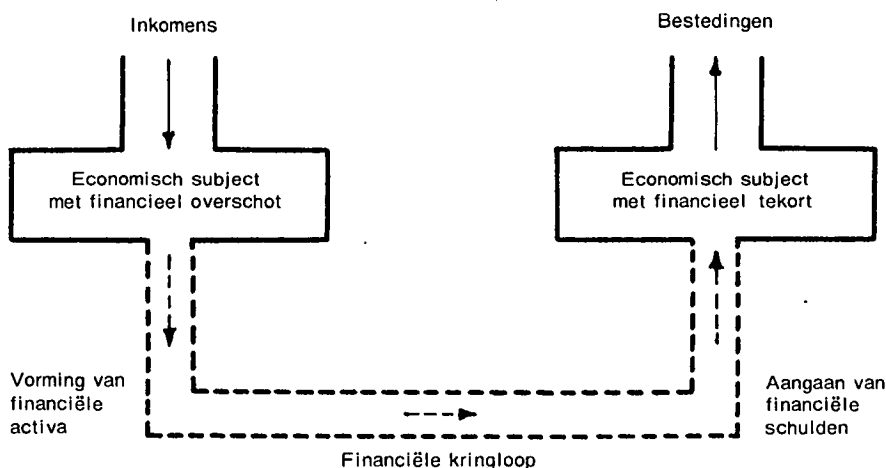 Inkomens
Bestedingen
Economisch subject
met financieel overschot
Economisch subject
met financieel tekort
Vorming van
financiële
activa
Aangaan van
financiële
schulden
Financiële kringloop